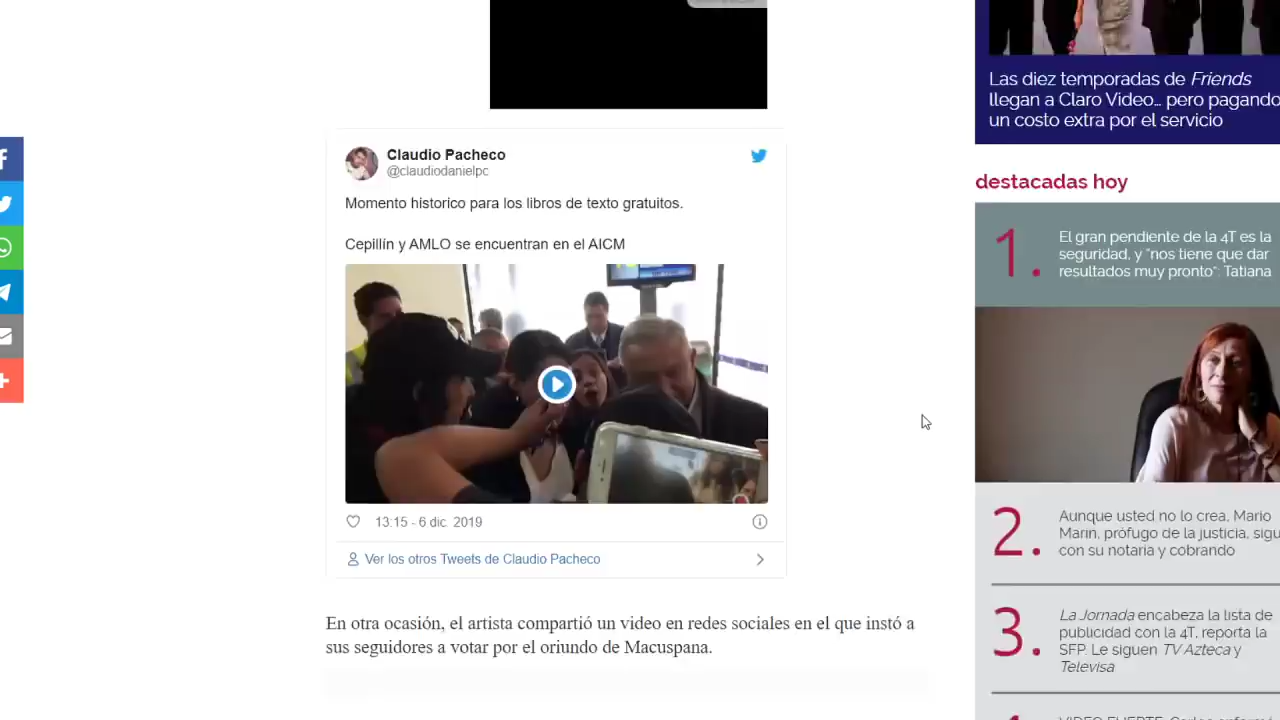 Claudio Pacheco
@claudiodanielpc
Momento historico para los libros de texto gratuitos.
Cepillín y AMLO se encuentran en el AICM
13:15 - 6 dic. 2019
Ver los otros Tweets de Claudio Pacheco
En otra ocasión, el artista compartió un video en redes sociales en el que instó a
sus seguidores a votar por el oriundo de Macuspana.
Las diez temporadas de Friends
llegan a Claro Video... pero pagando
un costo extra por el servicio
destacadas hoy
1.
El gran pendiente de la 4T es la
seguridad, y "nos tiene que dar
resultados muy pronto": Tatiana
2.
Aunque usted no lo crea, Mario
Marín, prófugo de la justicia, sigu
con su notaría y cobrando
3.
La Jornada encabeza la lista de
publicidad con la 4T, reporta la
SFP. Le siguen TV Azteca y
Televisa